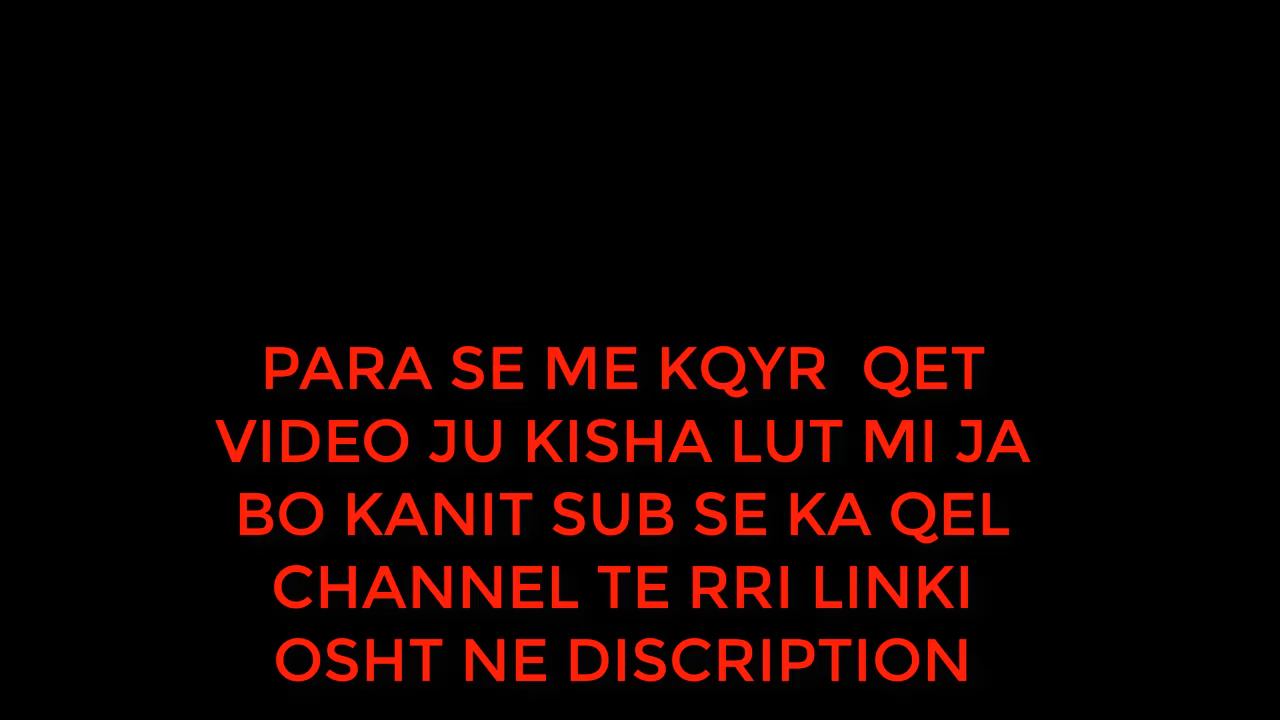 PARA SE ME KQYR  QET
VIDEO JU KISHA LUT MI JA
BO KANIT SUB SE KA QEL
CHANNEL TE RRI LINKI
OSHT NE DISCRIPTION